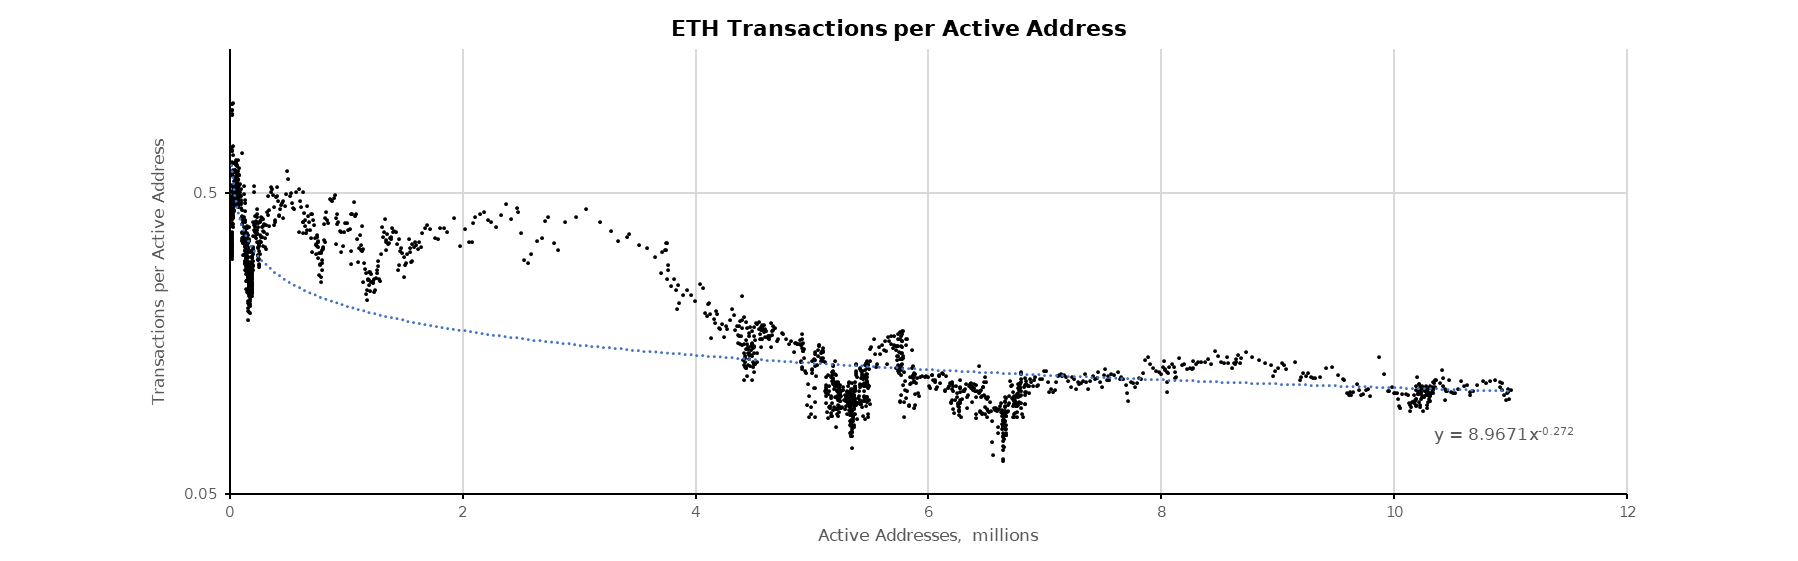 ETH Transactions per Active Address
Transactions per Active Address
0.5
0.05
y = 8.9671x^-0.272
0 2 4 6 8 10 12
Active Addresses, millions